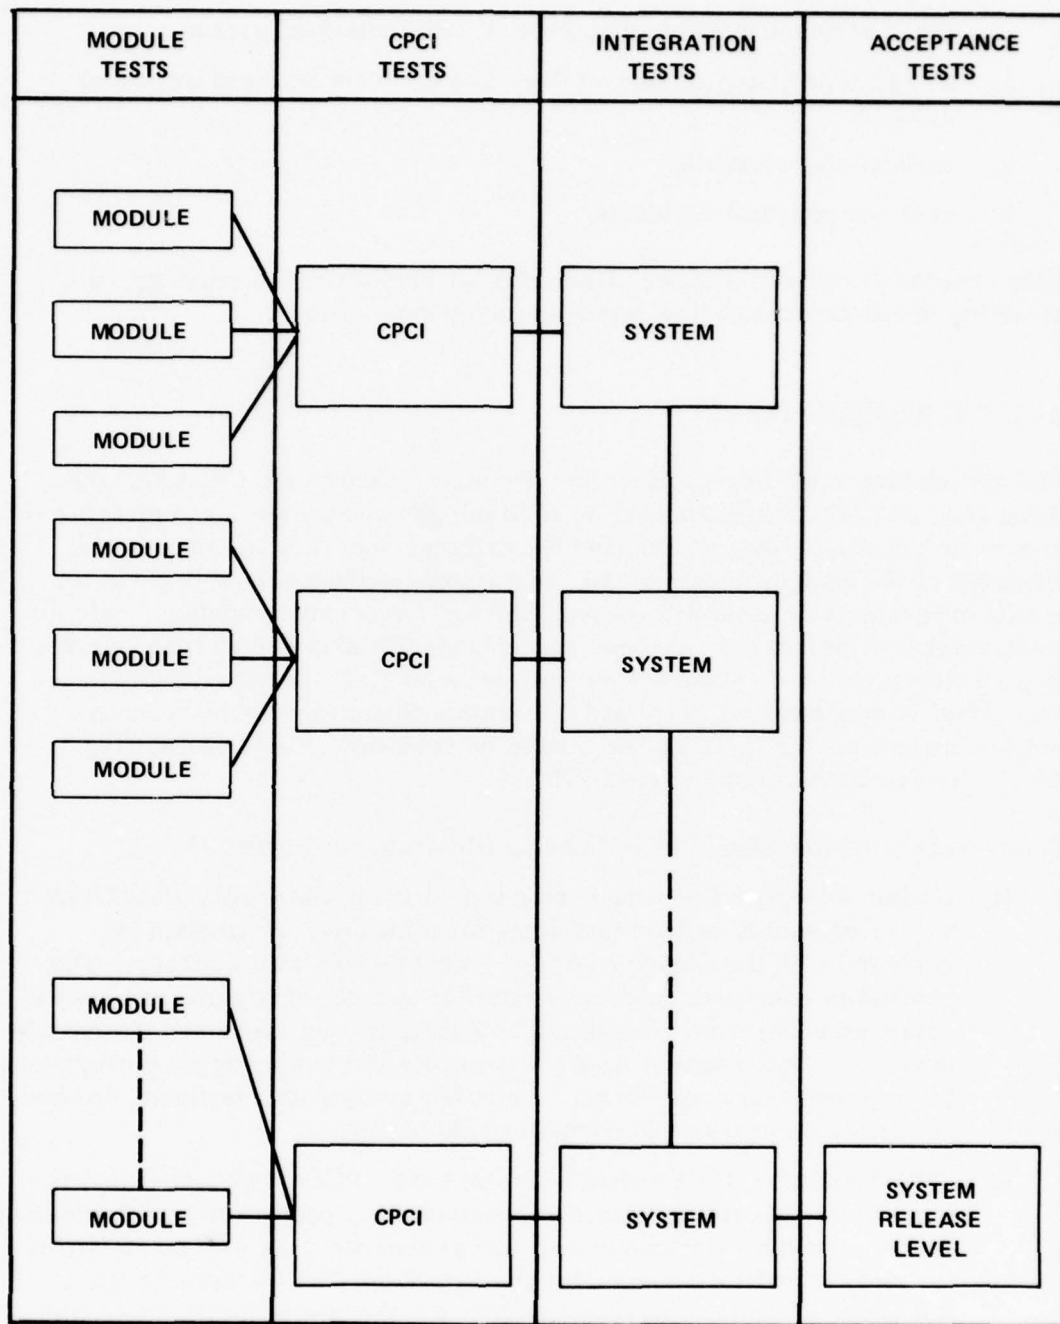 MODULE TESTS
CPCI TESTS
INTEGRATION TESTS
ACCEPTANCE TESTS
MODULE
MODULE
CPCI
SYSTEM
MODULE
MODULE
MODULE
CPCI
SYSTEM
MODULE
MODULE
MODULE
CPCI
SYSTEM
SYSTEM
RELEASE
LEVEL